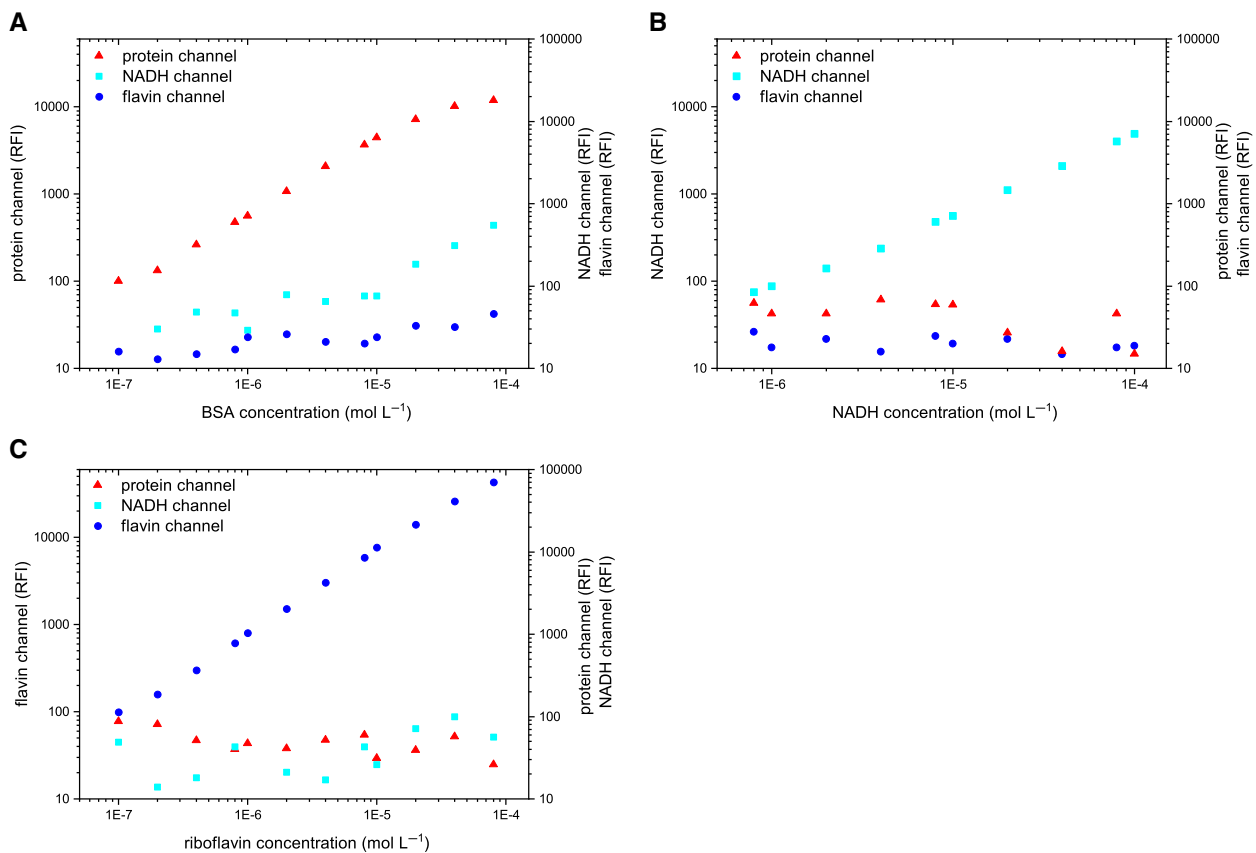 A
protein channel
NADH channel
flavin channel
10
100
1000
10000
protein channel (RFI)
10
100
1000
10000
100000
NADH channel (RFI)
flavin channel (RFI)
1E-7
1E-6
1E-5
1E-4
BSA concentration (mol L⁻¹)
B
protein channel
NADH channel
flavin channel
10
100
1000
10000
NADH channel (RFI)
10
100
1000
10000
100000
protein channel (RFI)
flavin channel (RFI)
1E-6
1E-5
1E-4
NADH concentration (mol L⁻¹)
C
protein channel
NADH channel
flavin channel
10
100
1000
10000
flavin channel (RFI)
10
100
1000
10000
100000
protein channel (RFI)
NADH channel (RFI)
1E-7
1E-6
1E-5
1E-4
riboflavin concentration (mol L⁻¹)